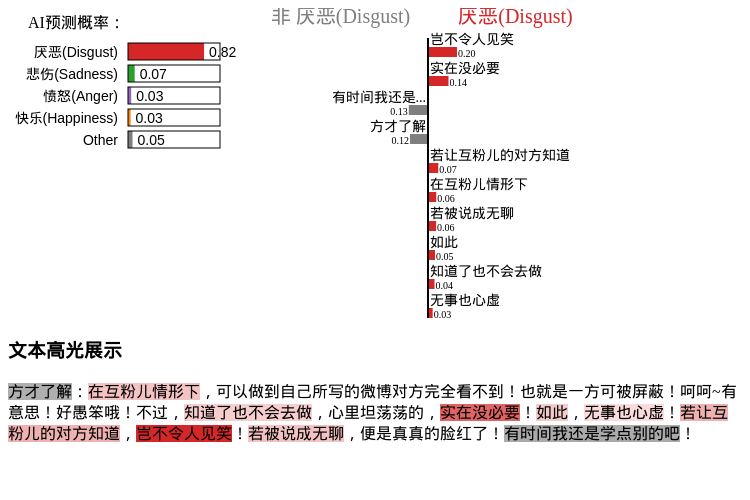 AI预测概率：
厌恶(Disgust) 0.82
悲伤(Sadness) 0.07
愤怒(Anger) 0.03
快乐(Happiness) 0.03
Other 0.05
非 厌恶(Disgust) 厌恶(Disgust)
岂不令人见笑
0.20
实在没必要
0.14
有时间我还是...
0.13
方才了解
0.12
若让互粉儿的对方知道
0.07
在互粉儿情形下
0.06
若被说成无聊
0.06
如此
0.05
知道了也不会去做
0.04
无事也心虚
0.03
文本高光展示
方才了解：在互粉儿情形下，可以做到自己所写的微博对方完全看不到！也就是一方可被屏蔽！呵呵~有
意思！好愚笨哦！不过，知道了也不会去做，心里坦荡荡的，实在没必要！如此，无事也心虚！若让互
粉儿的对方知道，岂不令人见笑！若被说成无聊，便是真真的脸红了！有时间我还是学点别的吧！